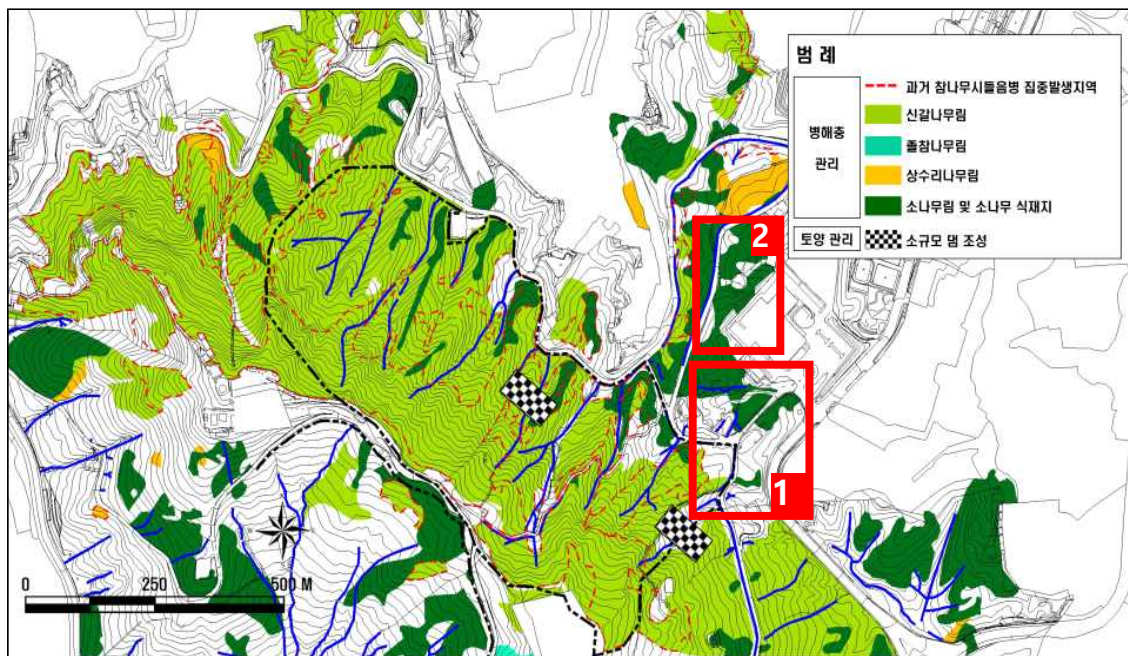 범 례
병해충
관리
과거 참나무시들음병 집중발생지역
신갈나무림
졸참나무림
상수리나무림
소나무림 및 소나무 식재지
토양 관리
소규모 댐 조성
2
1
0 250 500 M